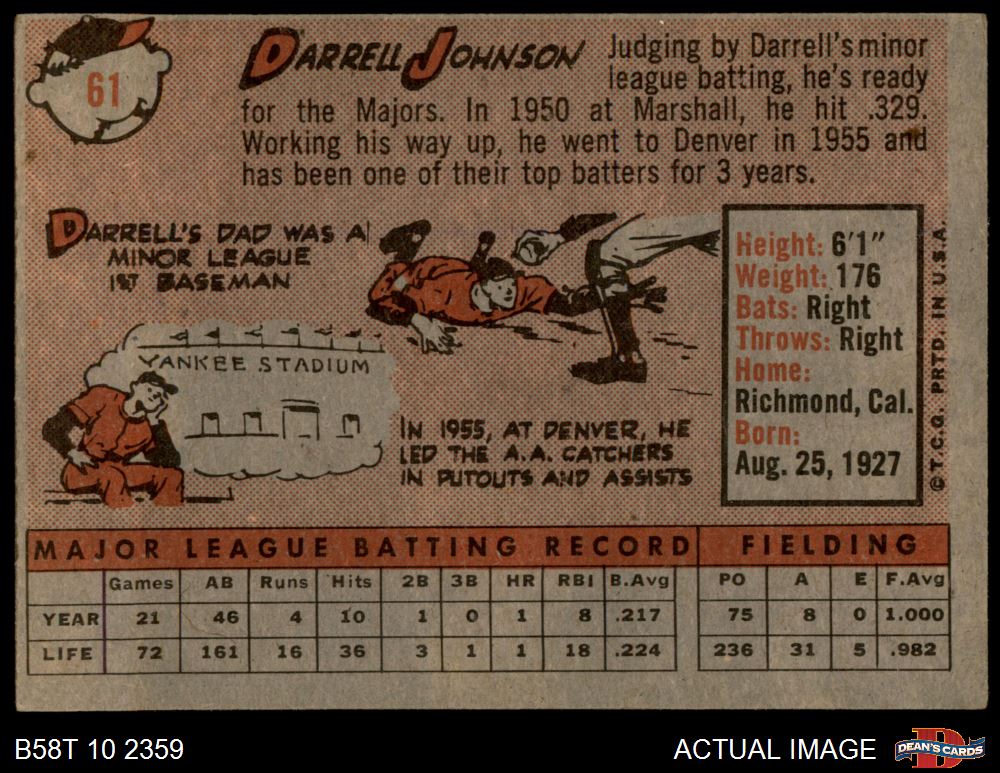 61
DARRELL JOHNSON
Judging by Darrell's minor
league batting, he's ready
for the Majors. In 1950 at Marshall, he hit .329.
Working his way up, he went to Denver in 1955 and
has been one of their top batters for 3 years.
DARRELL'S DAD WAS A
MINOR LEAGUE
1ST BASEMAN
YANKEE STADIUM
IN 1955, AT DENVER, HE
LED THE A.A. CATCHERS
IN PUTOUTS AND ASSISTS
Height: 6'1"
Weight: 176
Bats: Right
Throws: Right
Home:
Richmond, Cal.
Born:
Aug. 25, 1927
© T.C.G. PRTD. IN U.S.A.
MAJOR LEAGUE BATTING RECORD FIELDING
Games AB Runs Hits 2B 3B HR RBI B.Avg PO A E F.Avg
YEAR 21 46 4 10 1 0 1 8 .217 75 8 0 1.000
LIFE 72 161 16 36 3 1 1 18 .224 236 31 5 .982
B58T 10 2359
ACTUAL IMAGE
D
DEAN'S CARDS